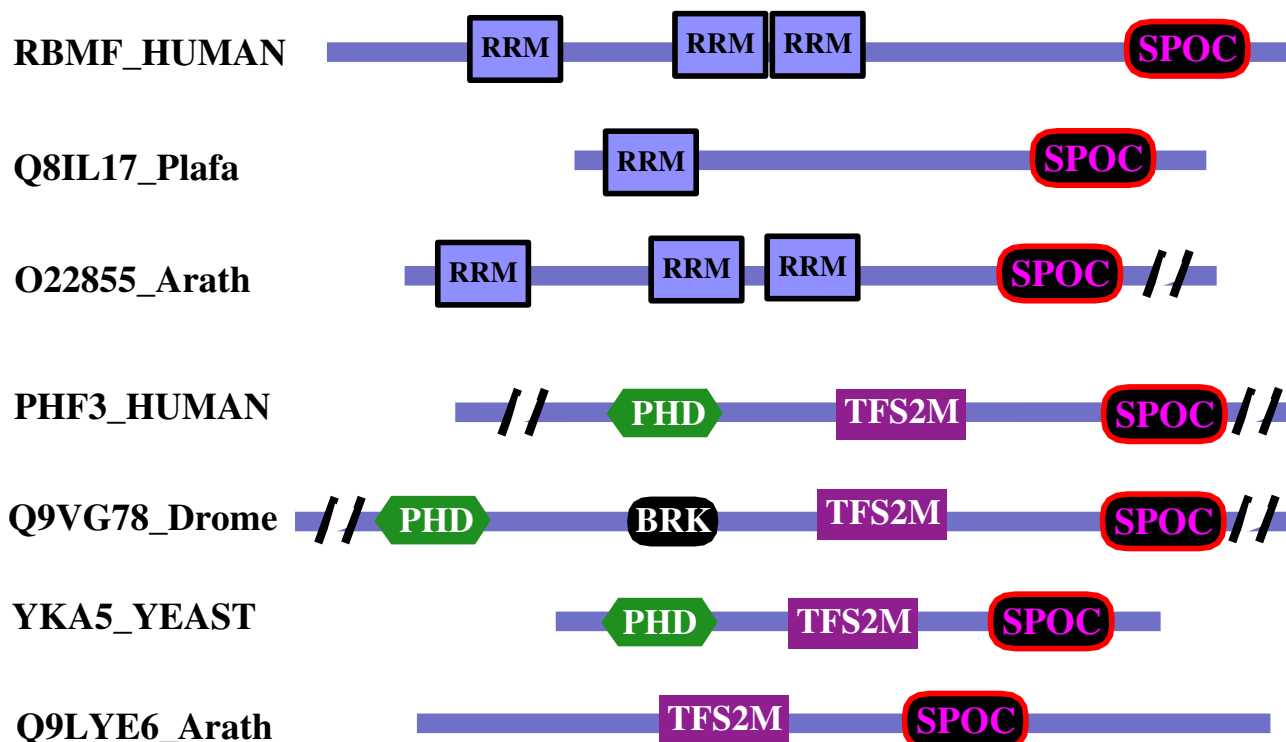 RBMF_HUMAN RRM RRM RRM SPOC
Q8IL17_Plafa RRM SPOC
O22855_Arath RRM RRM RRM SPOC
PHF3_HUMAN PHD TFS2M SPOC
Q9VG78_Drome PHD BRK TFS2M SPOC
YKA5_YEAST PHD TFS2M SPOC
Q9LYE6_Arath TFS2M SPOC